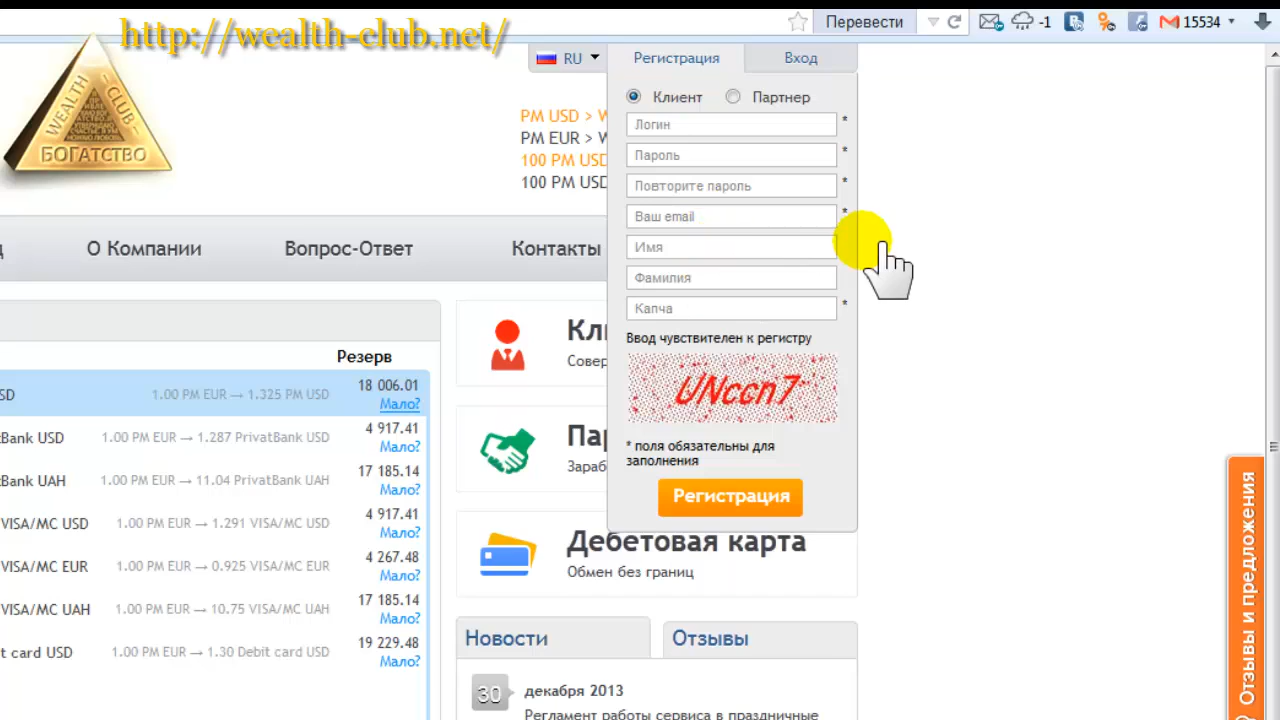 http://wealth-club.net/
Перевести
-1
15534
WEALTH CLUB
БОГАТСТВО
RU
Регистрация
Вход
Клиент
Партнер
PM USD > W
PM EUR > W
100 PM USD
100 PM USD
Логин
*
Пароль
*
Повторите пароль
*
Ваш email
*
Имя
Фамилия
Капча
*
Ввод чувствителен к регистру
UNccn7
* поля обязательны для
заполнения
Регистрация
О Компании
Вопрос-Ответ
Контакты
Резерв
SD 1.00 PM EUR → 1.325 PM USD 18 006.01
Мало?
Bank USD 1.00 PM EUR → 1.287 PrivatBank USD 4 917.41
Мало?
Bank UAH 1.00 PM EUR → 11.04 PrivatBank UAH 17 185.14
Мало?
VISA/MC USD 1.00 PM EUR → 1.291 VISA/MC EUR 4 917.41
Мало?
VISA/MC EUR 1.00 PM EUR → 0.925 VISA/MC EUR 4 267.48
Мало?
VISA/MC UAH 1.00 PM EUR → 10.75 VISA/MC UAH 17 185.14
Мало?
t card USD 1.00 PM EUR → 1.30 Debit card USD 19 229.48
Мало?
Кл
Совер
Па
Зараб
Дебетовая карта
Обмен без границ
Новости
Отзывы
30
декабря 2013
Регламент работы сервиса в праздничные
Отзывы и предложения